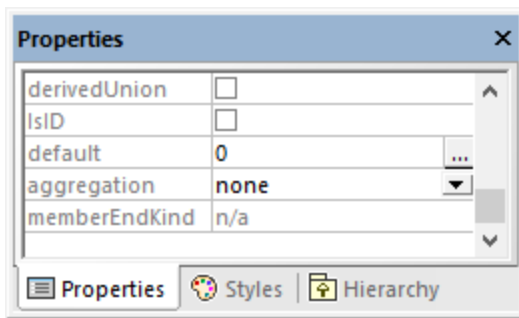 Properties
derivedUnion
IsID
default 0 ...
aggregation none
memberEndKind n/a
Properties Styles Hierarchy